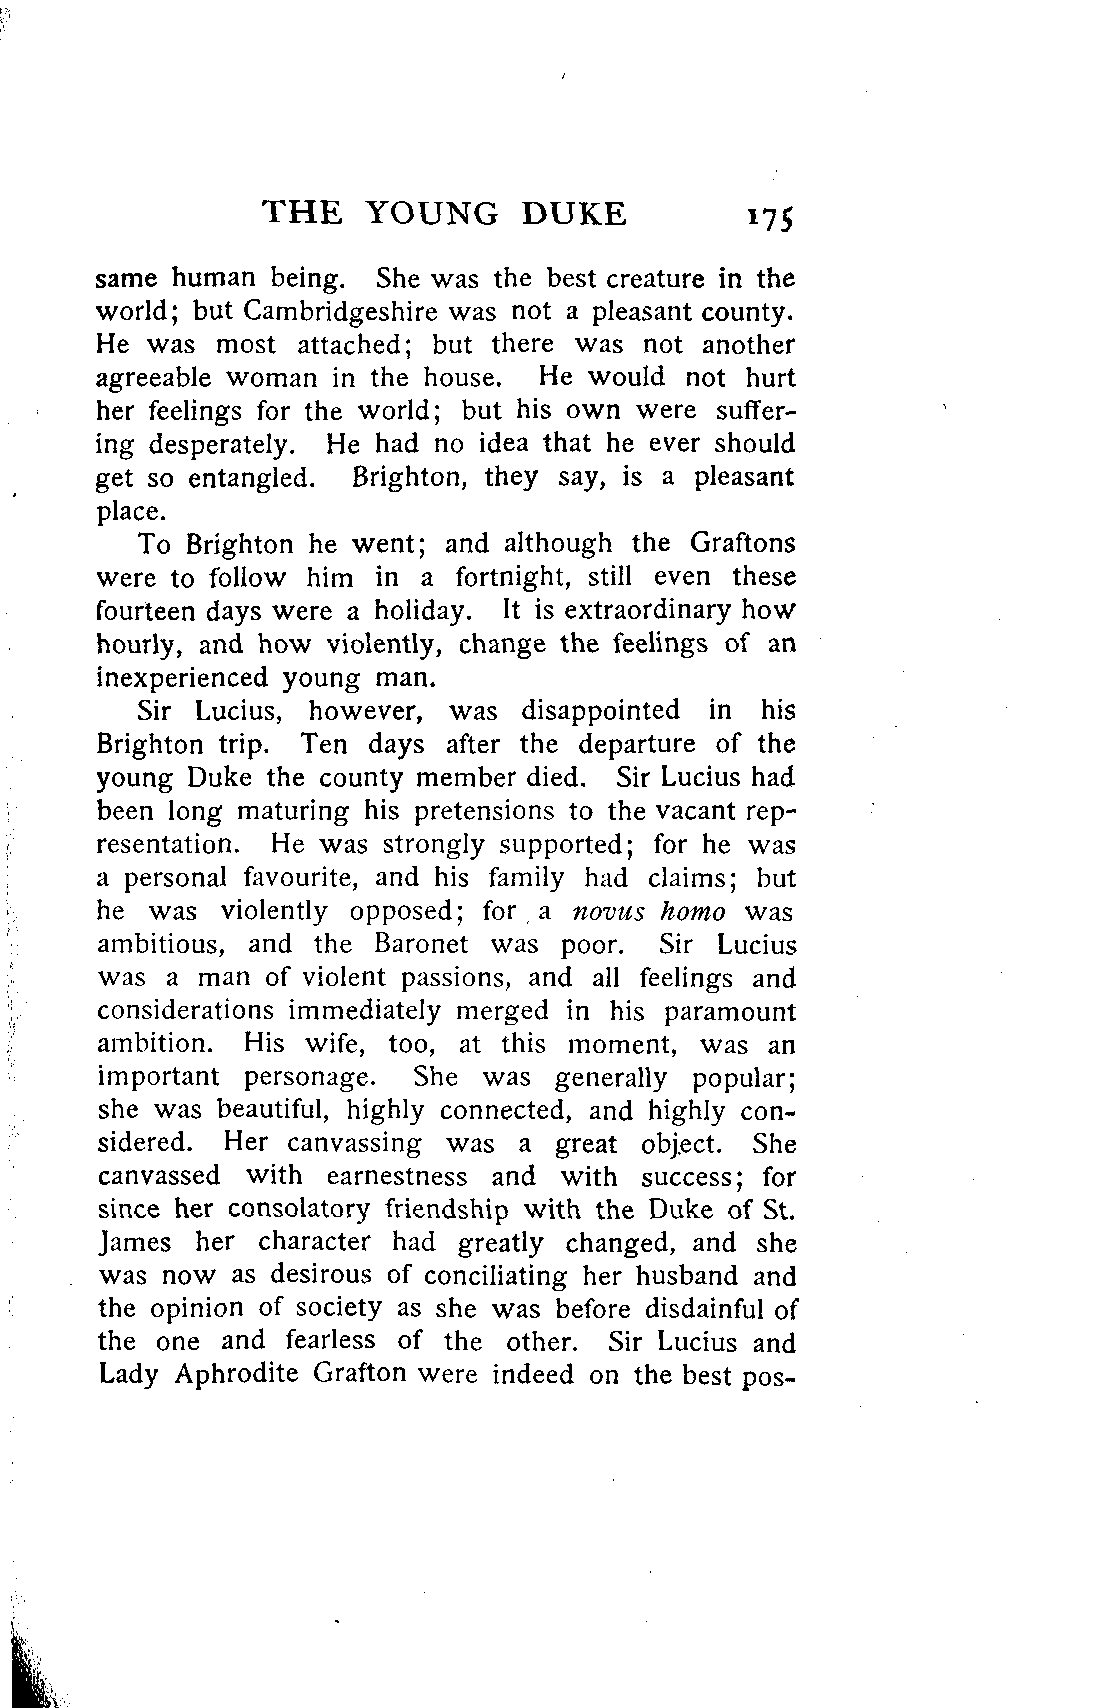 THE YOUNG DUKE 175
same human being. She was the best creature in the
world; but Cambridgeshire was not a pleasant county.
He was most attached; but there was not another
agreeable woman in the house. He would not hurt
her feelings for the world; but his own were suffer-
ing desperately. He had no idea that he ever should
get so entangled. Brighton, they say, is a pleasant
place.
To Brighton he went; and although the Graftons
were to follow him in a fortnight, still even these
fourteen days were a holiday. It is extraordinary how
hourly, and how violently, change the feelings of an
inexperienced young man.
Sir Lucius, however, was disappointed in his
Brighton trip. Ten days after the departure of the
young Duke the county member died. Sir Lucius had
been long maturing his pretensions to the vacant rep-
resentation. He was strongly supported; for he was
a personal favourite, and his family had claims; but
he was violently opposed; for a novus homo was
ambitious, and the Baronet was poor. Sir Lucius
was a man of violent passions, and all feelings and
considerations immediately merged in his paramount
ambition. His wife, too, at this moment, was an
important personage. She was generally popular;
she was beautiful, highly connected, and highly con-
sidered. Her canvassing was a great object. She
canvassed with earnestness and with success; for
since her consolatory friendship with the Duke of St.
James her character had greatly changed, and she
was now as desirous of conciliating her husband and
the opinion of society as she was before disdainful of
the one and fearless of the other. Sir Lucius and
Lady Aphrodite Grafton were indeed on the best pos-